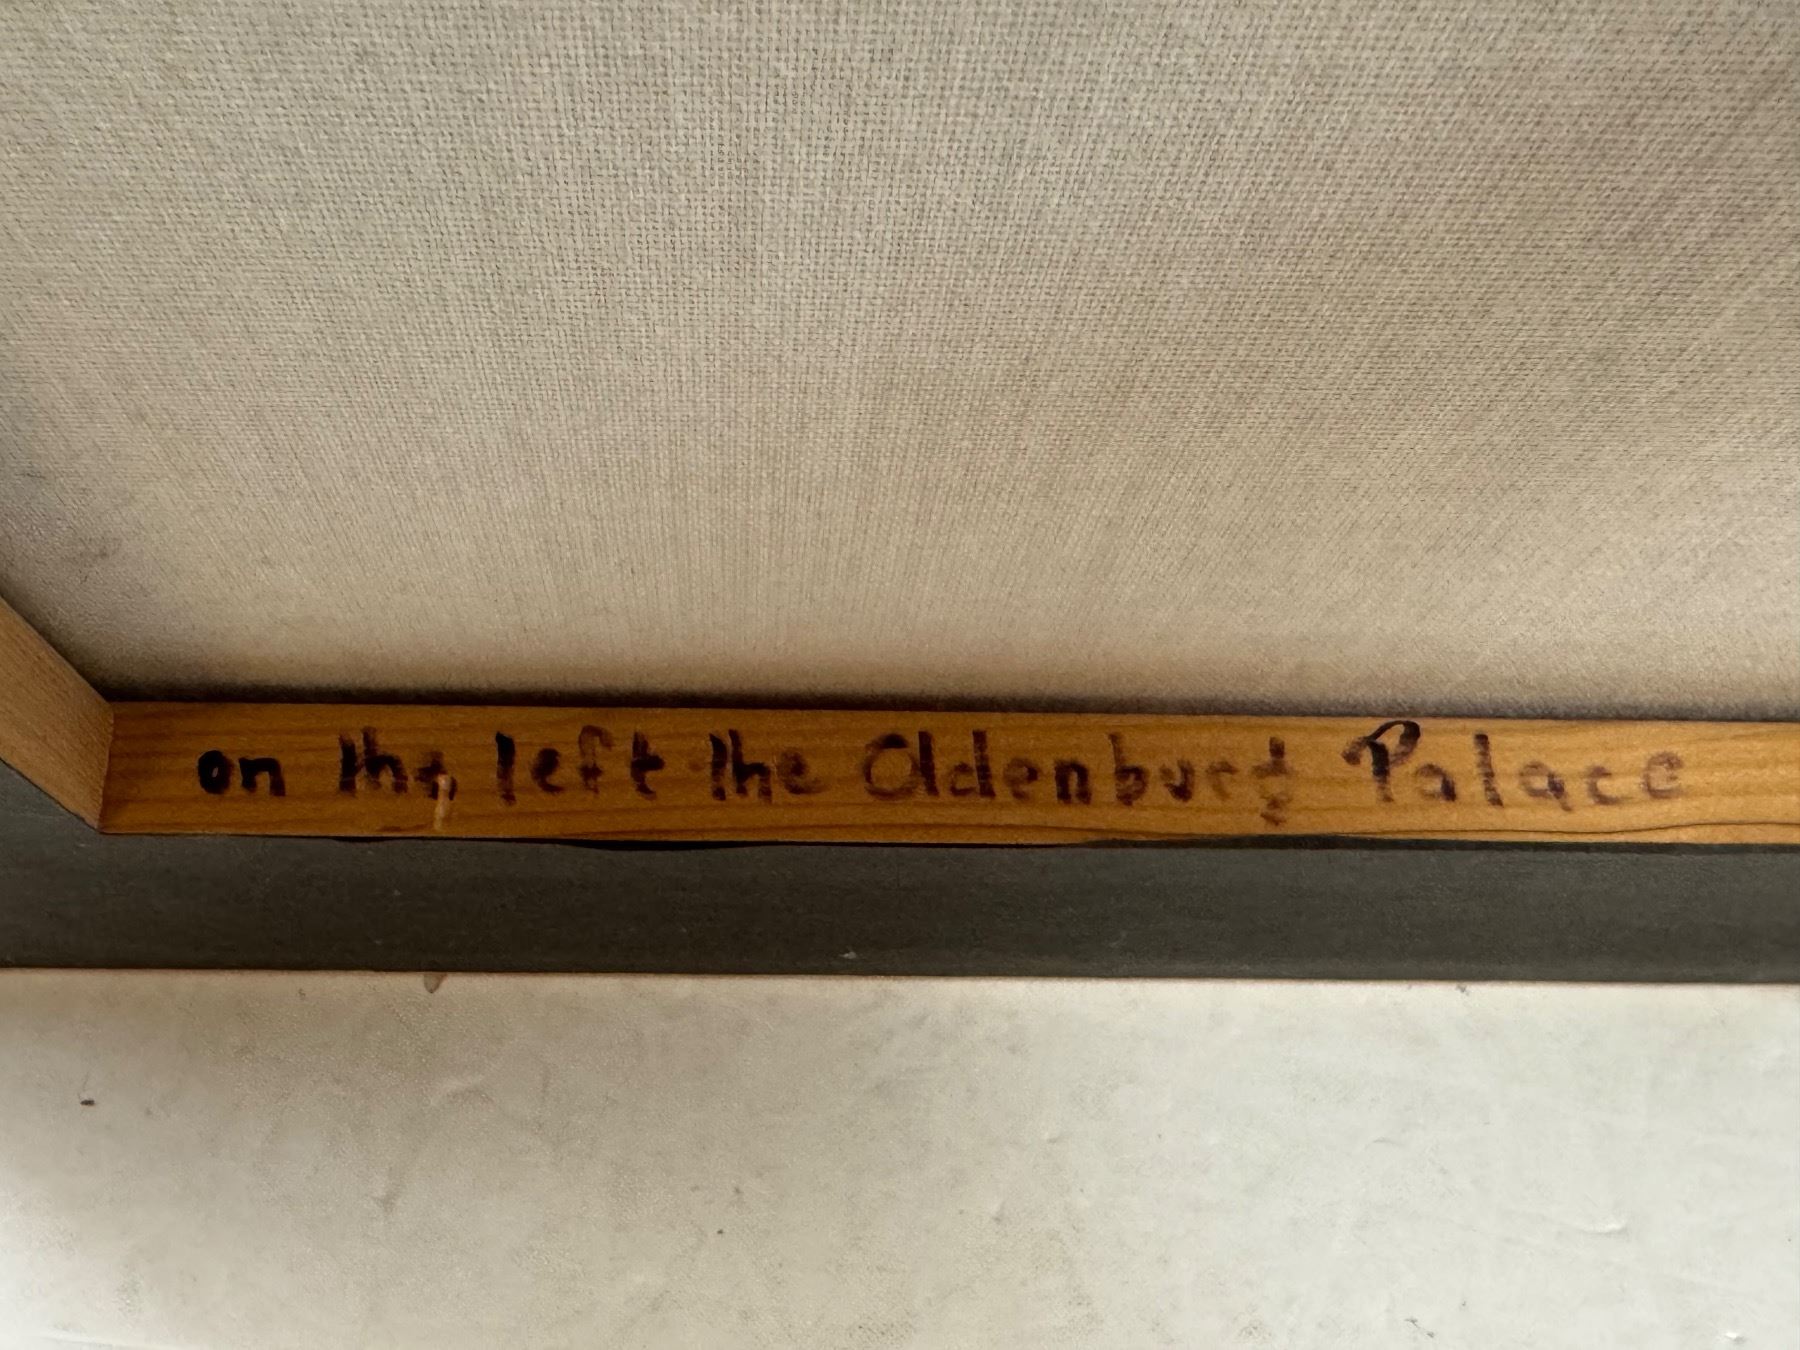 on the left the Oldenburg Palace